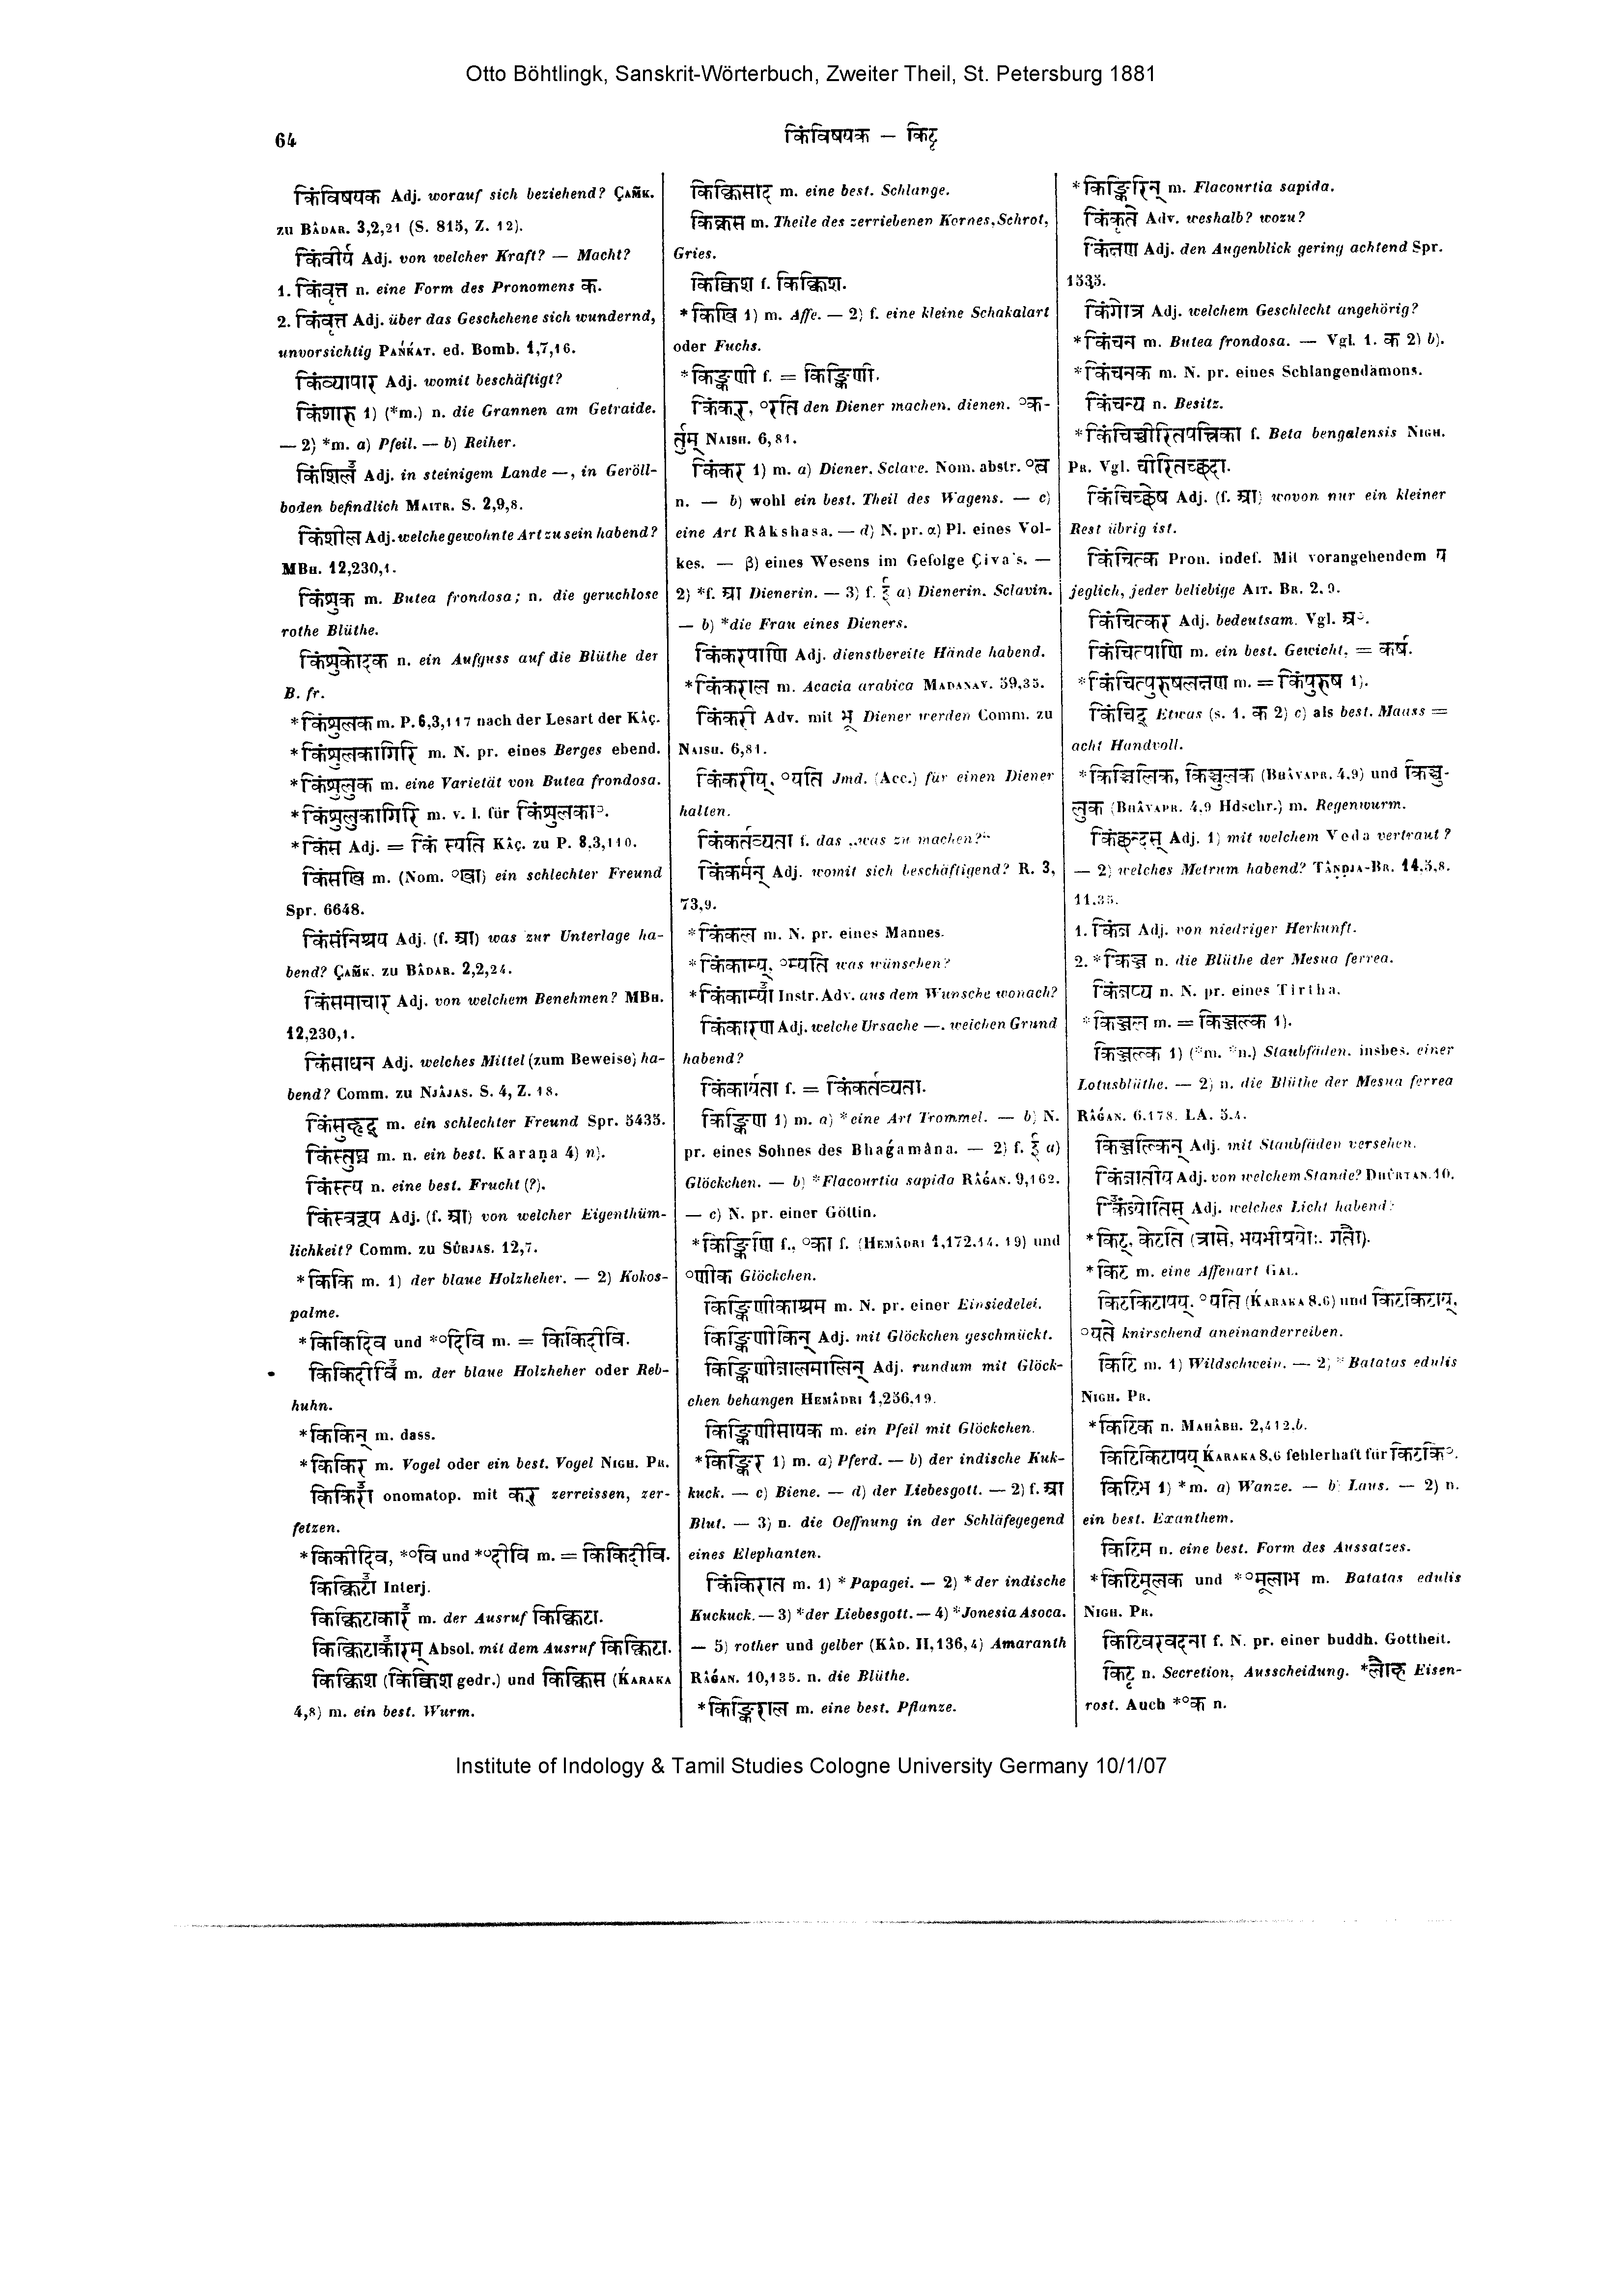 Otto Böhtlingk, Sanskrit-Wörterbuch, Zweiter Theil, St. Petersburg 1881
64
किंविषयक — किट्ट
किंविषयक Adj. worauf sich beziehend? ÇAṂK.
zu BÂDAR. 3,2,21 (S. 815, Z. 12).
किंवीर्य Adj. von welcher Kraft? — Macht?
1. किंवृत्त n. eine Form des Pronomens क.
2. किंवृत्त Adj. über das Geschehene sich wundernd,
unvorsichtig PAṄKAT. ed. Bomb. 1,7,16.
किंव्यापार Adj. womit beschäftigt?
किंशारु 1) (*m.) n. die Grannen am Getraide.
— 2) *m. a) Pfeil. — b) Reiher.
किंशिल Adj. in steinigem Lande —, in Geröll-
boden befindlich MAITR. S. 2,9,8.
किंशील Adj. welche gewohnte Art zu sein habend?
MBH. 12,230,1.
किंशुक m. Butea frondosa; n. die geruchlose
rothe Blüthe.
किंशुकोदक n. ein Aufguss auf die Blüthe der
B. fr.
*किंशुलक m. P. 6,3,117 nach der Lesart der KÂÇ.
*किंशुलकागिरि m. N. pr. eines Berges ebend.
*किंशुलुक m. eine Varietät von Butea frondosa.
*किंशुलुकागिरि m. v. l. für किंशुलका°.
*किंस Adj. = किं स्यति KÂÇ. zu P. 8,3,110.
किंसखि m. (Nom. °खा) ein schlechter Freund
Spr. 6648.
किंसंनिश्रय Adj. (f. आ) was zur Unterlage ha-
bend? ÇAṂK. zu BÂDAR. 2,2,24.
किंसमाचार Adj. von welchem Benehmen? MBH.
12,230,1.
किंसाधन Adj. welches Mittel (zum Beweise) ha-
bend? Comm. zu NJÂJAS. S. 4, Z. 18.
किंसुहृद् m. ein schlechter Freund Spr. 5435.
किंस्तुघ्न m. n. ein best. Karaṇa 4) n).
किंस्त्य n. eine best. Frucht (?).
किंस्वरूप Adj. (f. आ) von welcher Eigenthüm-
lichkeit? Comm. zu SÛRJAS. 12,7.
*किकि m. 1) der blaue Holzheher. — 2) Kokos-
palme.
*किकिदिव und *°दिवि m. = किकिदीवि.
किकिदीवि m. der blaue Holzheher oder Reb-
huhn.
*किकिन् m. dass.
*किकिर m. Vogel oder ein best. Vogel NIGH. PR.
किकिरा onomatop. mit कर् zerreissen, zer-
fetzen.
*किकीदिव, *°वि und *°दीवि m. = किकिदीवि.
किक्किटा Interj.
किक्किटाकार m. der Ausruf किक्किटा.
किक्किटाकारम् Absol. mit dem Ausruf किक्किटा.
किक्किश (किक्विश gedr.) und किक्किस (KARAKA
4,8) m. ein best. Wurm.
किक्किसाद m. eine best. Schlange.
किक्नस m. Theile des zerriebenen Kornes, Schrot,
Gries.
किक्विश s. किक्किश.
*किखि 1) m. Affe. — 2) f. eine kleine Schakalart
oder Fuchs.
*किङ्कणी f. = किङ्किणी.
किंकर्, °रति den Diener machen, dienen. °क-
र्तुम् NAISH. 6,81.
किंकर 1) m. a) Diener, Sclave. Nom. abstr. °त्व
n. — b) wohl ein best. Theil des Wagens. — c)
eine Art Râkshasa. — d) N. pr. α) Pl. eines Vol-
kes. — β) eines Wesens im Gefolge Çiva's. —
2) *f. आ Dienerin. — 3) f. ई a) Dienerin, Sclavin.
— b) *die Frau eines Dieners.
किंकरपाणि Adj. dienstbereite Hände habend.
*किंकराल m. Acacia arabica MADANAV. 59,35.
किंकरी Adv. mit भू Diener werden Comm. zu
NAISH. 6,81.
किंकरीय्, °यति Jmd. (Acc.) für einen Diener
halten.
किंकर्तव्यता f. das „was zu machen?“
किंकर्मन् Adj. womit sich beschäftigend? R. 3,
73,9.
*किंकल m. N. pr. eines Mannes.
*किंकाम्य्, °म्यति was wünschen?
*किंकाम्या Instr. Adv. aus dem Wunsche wonach?
किंकारण Adj. welche Ursache —, welchen Grund
habend?
किंकार्यता f. = किंकर्तव्यता.
किङ्किण 1) m. a) *eine Art Trommel. — b) N.
pr. eines Sohnes des Bhaǵamâna. — 2) f. ई a)
Glöckchen. — b) *Flacourtia sapida RÂǴAN. 9,162.
— c) N. pr. einer Göttin.
*किङ्किणि f., °का f. (HEMÂDRI 1,172.14. 19) und
°णीक Glöckchen.
किङ्किणीकाश्रम m. N. pr. einer Einsiedelei.
किङ्किणीकिन् Adj. mit Glöckchen geschmückt.
किङ्किणीजालमालिन् Adj. rundum mit Glöck-
chen behangen HEMÂDRI 1,256,19.
किङ्किणीसायक m. ein Pfeil mit Glöckchen.
*किङ्किर 1) m. a) Pferd. — b) der indische Kuk-
kuck. — c) Biene. — d) der Liebesgott. — 2) f. आ
Blut. — 3) n. die Oeffnung in der Schläfegegend
eines Elephanten.
किंकिरात m. 1) *Papagei. — 2) *der indische
Kuckuck. — 3) *der Liebesgott. — 4) *Jonesia Asoca.
— 5) rother und gelber (KÂD. II,136,4) Amaranth
RÂǴAN. 10,135. n. die Blüthe.
*किङ्किराल m. eine best. Pflanze.
*किङ्किरिन् m. Flacourtia sapida.
किंकृते Adv. weshalb? wozu?
किंक्षण Adj. den Augenblick gering achtend Spr.
1535.
किंगोत्र Adj. welchem Geschlecht angehörig?
*किंचन m. Butea frondosa. — Vgl. 1. क 2) b).
*किंचनक m. N. pr. eines Schlangendämons.
किंचन्य n. Besitz.
*किंचिच्चीरितपत्त्रिका f. Beta bengalensis NIGH.
PR. Vgl. चीरितच्छदा.
किंचिच्छेष Adj. (f. आ) wovon nur ein kleiner
Rest übrig ist.
किंचित्क Pron. indef. Mit vorangehendem य
jeglich, jeder beliebige AIT. BR. 2,9.
किंचित्कर Adj. bedeutsam. Vgl. अ°.
किंचित्पाणि m. ein best. Gewicht, = कर्ष.
*किंचित्पुरुषलक्षण m. = किंपुरुष 1).
किंचिद् Etwas (s. 1. क 2) c) als best. Maass =
acht Handvoll.
*किञ्चिलिक, किञ्चुलक (BHÂVAPR. 4,9) und किञ्चु-
लुक (BHÂVAPR. 4,9 Hdschr.) m. Regenwurm.
किंछन्दस् Adj. 1) mit welchem Veda vertraut?
— 2) welches Metrum habend? TÂṆḌJA-BR. 14,5,8.
11,35.
1. किंज Adj. von niedriger Herkunft.
2. *किञ्ज n. die Blüthe der Mesua ferrea.
किंजप्य n. N. pr. eines Tîrtha.
*किञ्जल m. = किञ्जल्क 1).
किञ्जल्क 1) (*m. *n.) Staubfäden, insbes. einer
Lotusblüthe. — 2) n. die Blüthe der Mesua ferrea
RÂǴAN. 6,178. LA. 5,4.
किञ्जल्किन् Adj. mit Staubfäden versehen.
किंजातीय Adj. von welchem Stande? DHÛRTAN. 10.
किंज्योतिस् Adj. welches Licht habend?
*किट्, केटति (त्रासे, भयभीषयोः, गतौ).
*किट m. eine Affenart GAL.
किटकिटाय्, °यति (KARAKA 8,6) und किटकिटाय्,
°यते knirschend aneinanderreiben.
किटि m. 1) Wildschwein. — 2) *Batatas edulis
NIGH. PR.
*किटिक n. MAHÂBH. 2,412,b.
किटिकिटापय् KARAKA 8,6 fehlerhaft für किटकि°.
किटिभ 1) *m. a) Wanze. — b) Laus. — 2) n.
ein best. Exanthem.
किटिम n. eine best. Form des Aussatzes.
*किटिमूलक und *°मूलाभ m. Batatas edulis
NIGH. PR.
किटिवरवदना f. N. pr. einer buddh. Gottheit.
किट्ट n. Secretion, Ausscheidung. *लौह° Eisen-
rost. Auch *°क n.
Institute of Indology & Tamil Studies Cologne University Germany 10/1/07